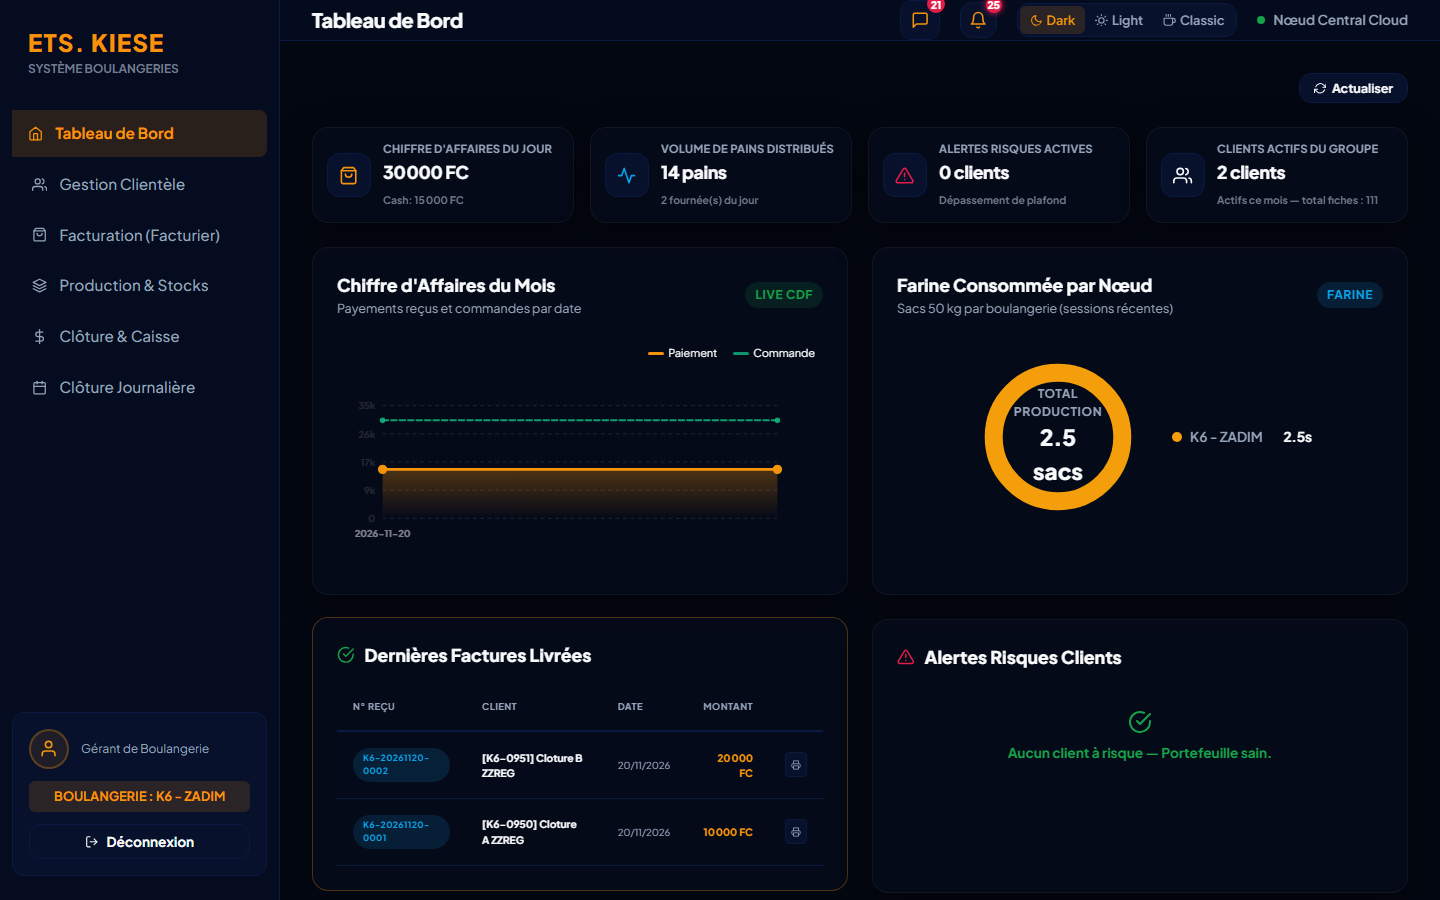 ETS. KIESE
SYSTÈME BOULANGERIES
Tableau de Bord
Gestion Clientèle
Facturation (Facturier)
Production & Stocks
Clôture & Caisse
Clôture Journalière
Gérant de Boulangerie
BOULANGERIE : K6 - ZADIM
Déconnexion
Tableau de Bord
21
25
Dark
Light
Classic
Nœud Central Cloud
Actualiser
CHIFFRE D'AFFAIRES DU JOUR
30 000 FC
Cash: 15 000 FC
VOLUME DE PAINS DISTRIBUÉS
14 pains
2 fournée(s) du jour
ALERTES RISQUES ACTIVES
0 clients
Dépassement de plafond
CLIENTS ACTIFS DU GROUPE
2 clients
Actifs ce mois — total fiches : 111
Chiffre d'Affaires du Mois
Payements reçus et commandes par date
LIVE CDF
Paiement
Commande
35k
26k
17k
9k
0
2026-11-20
Farine Consommée par Nœud
Sacs 50 kg par boulangerie (sessions récentes)
FARINE
TOTAL
PRODUCTION
2.5
sacs
K6 - ZADIM 2.5s
Dernières Factures Livrées
N° REÇU CLIENT DATE MONTANT
K6-20261120-
0002
[K6-0951] Cloture B
ZZREG
20/11/2026
20 000
FC
K6-20261120-
0001
[K6-0950] Cloture
A ZZREG
20/11/2026
10 000 FC
Alertes Risques Clients
Aucun client à risque — Portefeuille sain.